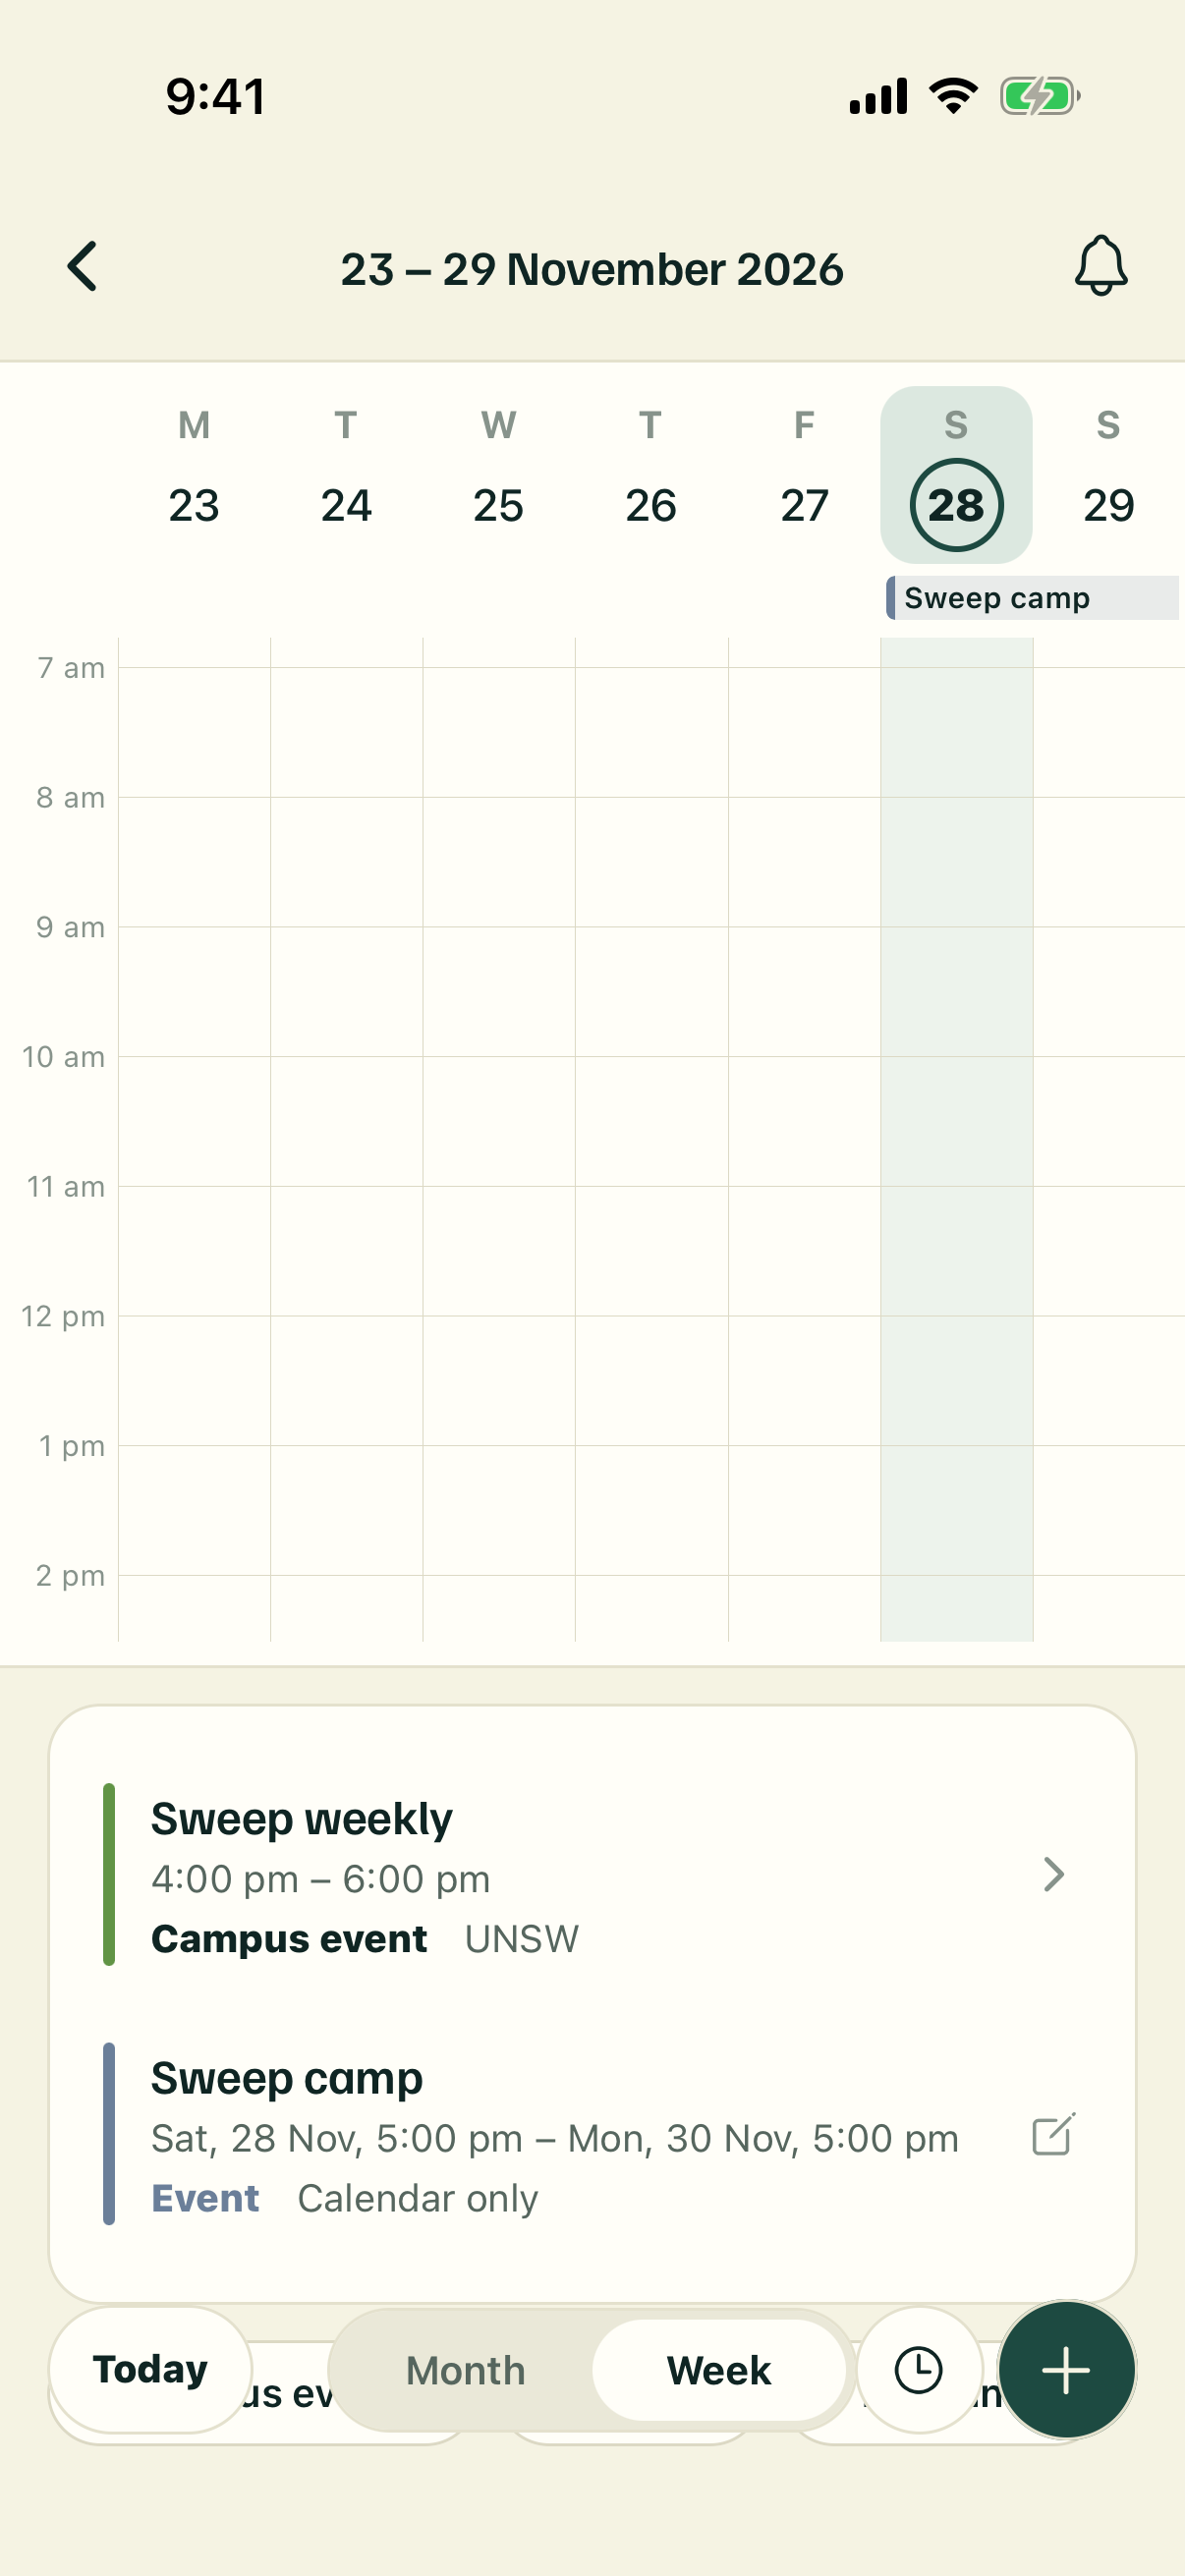 9:41
23 – 29 November 2026
M T W T F S S
23 24 25 26 27 28 29
Sweep camp
7 am
8 am
9 am
10 am
11 am
12 pm
1 pm
2 pm
Sweep weekly
4:00 pm – 6:00 pm
Campus event UNSW
Sweep camp
Sat, 28 Nov, 5:00 pm – Mon, 30 Nov, 5:00 pm
Event Calendar only
Today Month Week